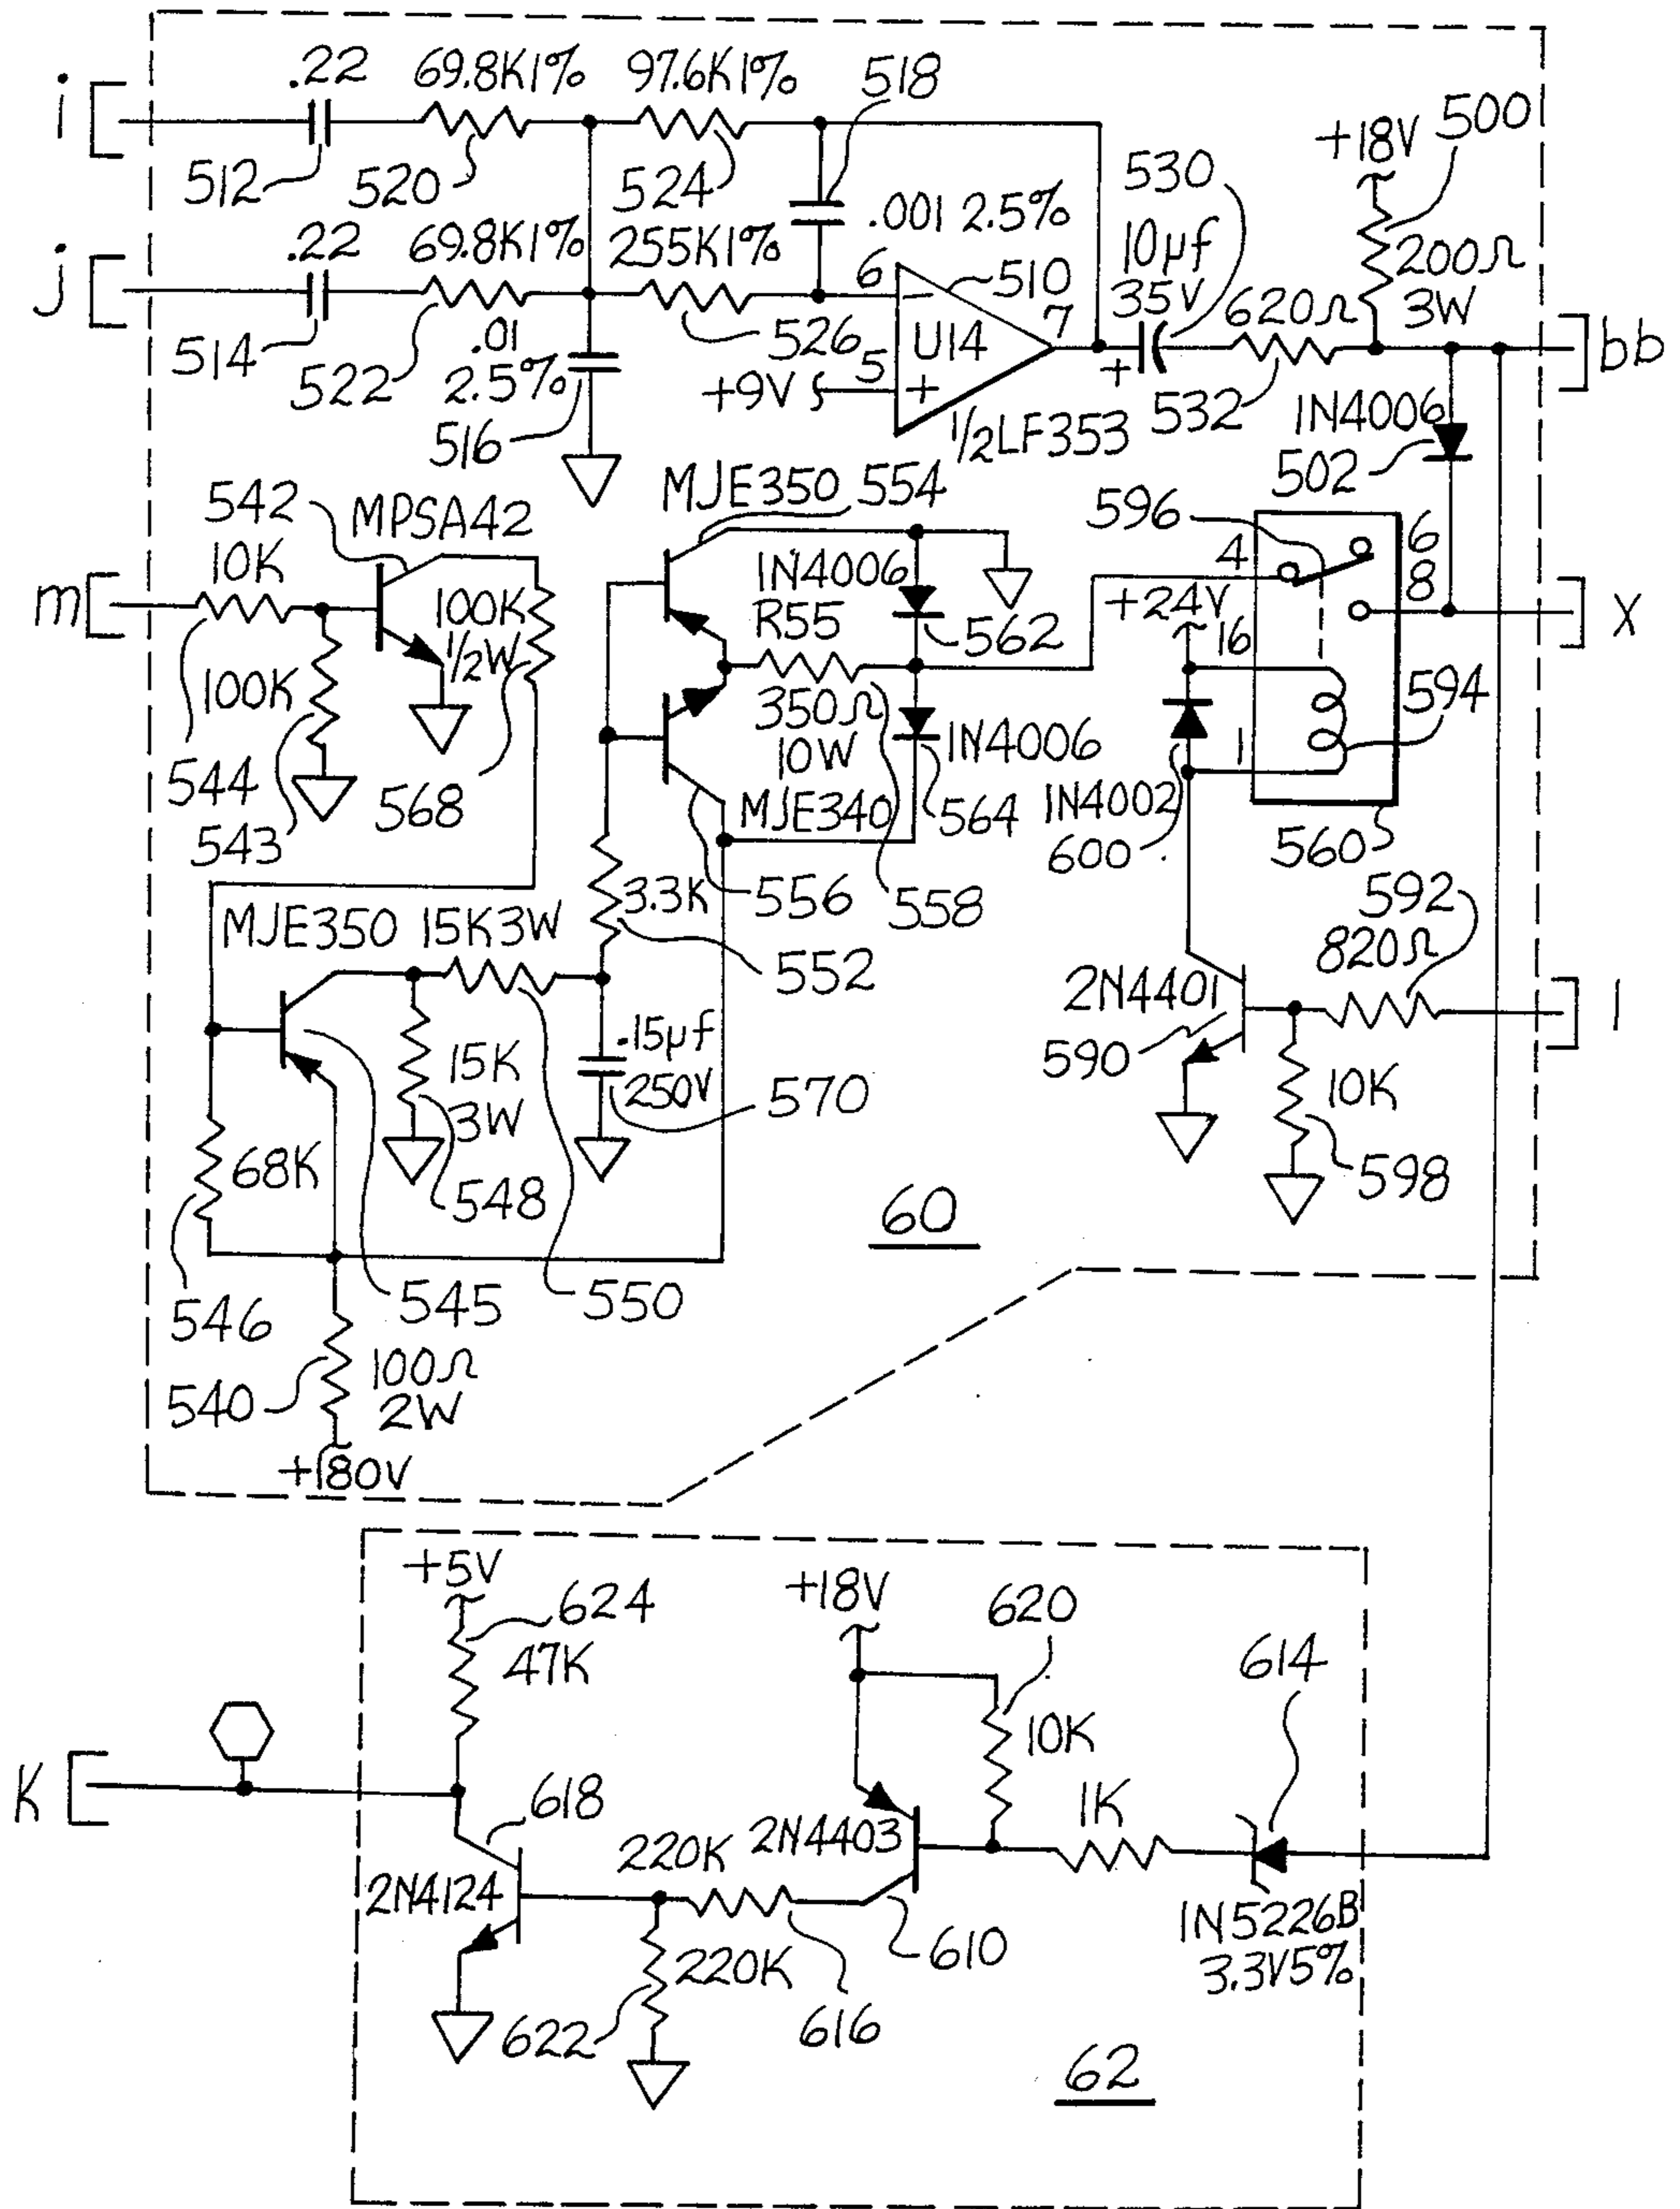 i
.22
69.8K1%
97.6K1%
518
512
520
524
530
+18V
500
j
.22
69.8K1%
255K1%
.001 2.5%
10µf
35V
200Ω
3W
514
522
.01
2.5%
516
526
6
5
+9V
−
+
U14
510
7
½LF353
+
620Ω
532
bb
1N4006
502
542
MPSA42
MJE350
554
596
4
6
8
m
10K
100K
544
543
100K
½W
568
1N4006
R55
562
350Ω
10W
1N4006
MJE340
564
+24V
16
1
594
X
1N4002
600
560
MJE350
15K3W
3.3K
556
558
552
592
820Ω
2N4401
590
l
.15µf
250V
570
15K
3W
548
10K
598
68K
546
545
550
60
540
100Ω
2W
+180V
+5V
624
47K
+18V
620
10K
614
K
618
2N4124
220K
2N4403
1K
1N5226B
3.3V5%
610
220K
622
616
62